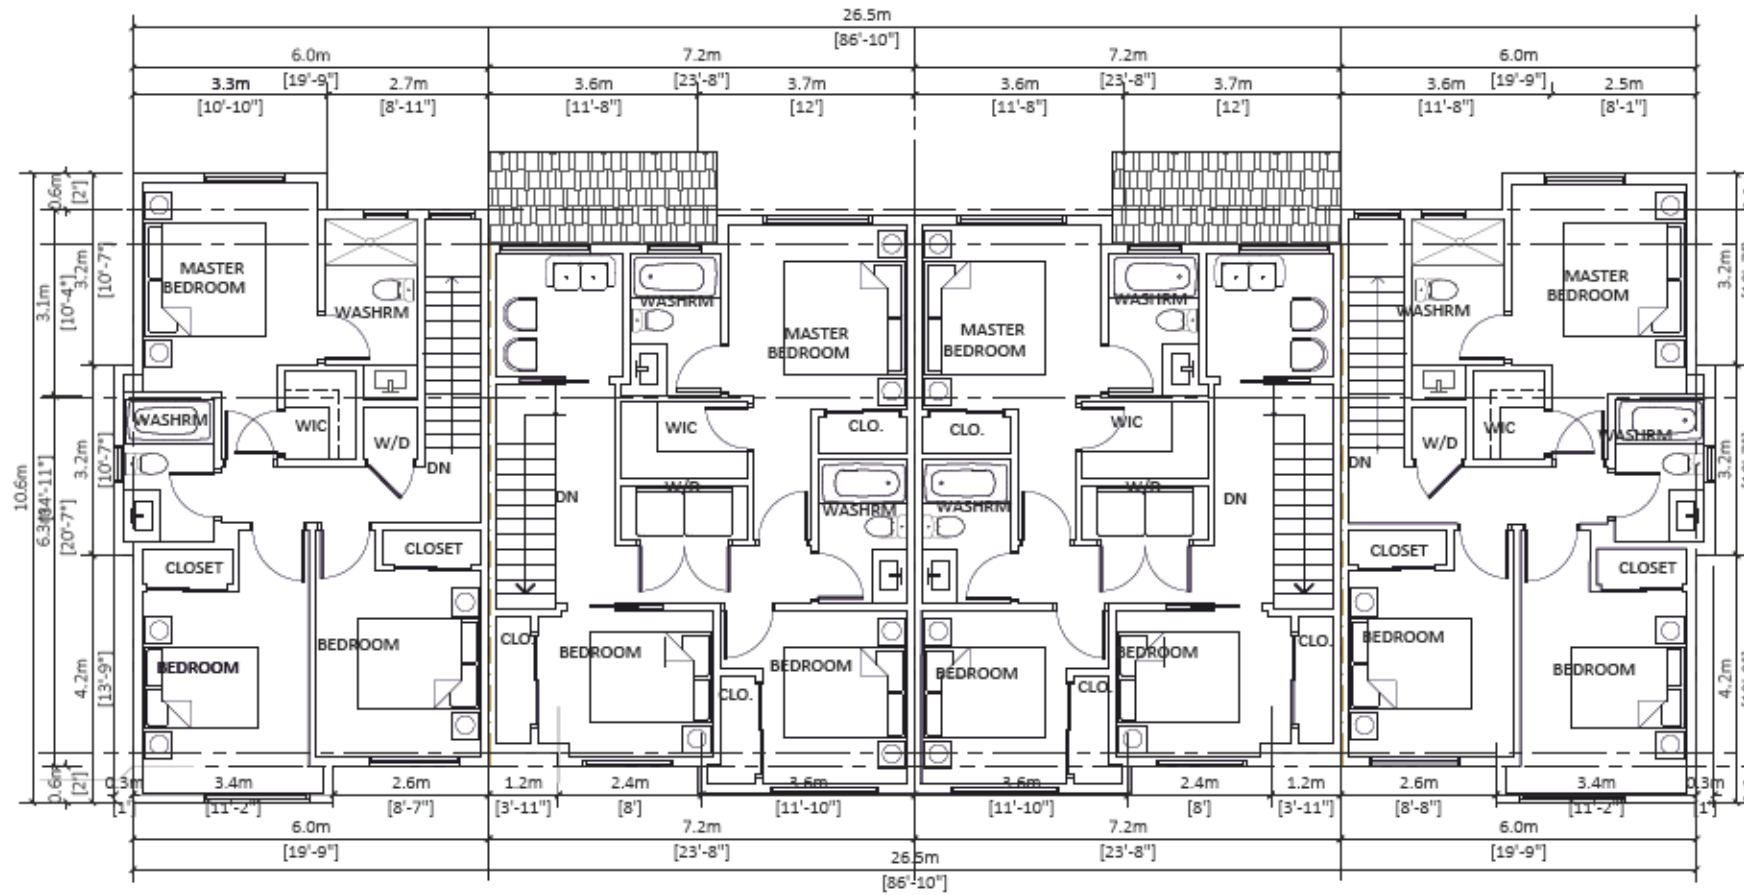 26.5m
[86'-10"]
6.0m
7.2m
7.2m
6.0m
[19'-9"]
[23'-8"]
[23'-8"]
[19'-9"]
3.3m
2.7m
3.6m
3.7m
3.6m
3.7m
3.6m
2.5m
[10'-10"]
[8'-11"]
[11'-8"]
[12']
[11'-8"]
[12']
[11'-8"]
[8'-1"]
0.6m
[2']
3.1m
[10'-4"]
3.2m
[10'-7"]
10.6m
[20'-7"]
3.2m
[10'-7"]
4.2m
[13'-9"]
0.6m
[2']
MASTER
BEDROOM
WASHRM
WASHRM
WIC
W/D
DN
CLOSET
CLOSET
BEDROOM
BEDROOM
WASHRM
MASTER
BEDROOM
WIC
CLO.
W/D
DN
WASHRM
CLO.
BEDROOM
BEDROOM
CLO.
MASTER
BEDROOM
WASHRM
CLO.
WIC
W/D
DN
WASHRM
BEDROOM
CLO.
BEDROOM
CLO.
WASHRM
MASTER
BEDROOM
DN
W/D
WIC
WASHRM
CLOSET
CLOSET
BEDROOM
BEDROOM
3.2m
3.2m
4.2m
0.3m
3.4m
2.6m
1.2m
2.4m
3.6m
3.6m
2.4m
1.2m
2.6m
3.4m
0.3m
[1']
[11'-2"]
[8'-7"]
[3'-11"]
[8']
[11'-10"]
[11'-10"]
[8']
[3'-11"]
[8'-8"]
[11'-2"]
[1']
6.0m
7.2m
7.2m
6.0m
[19'-9"]
[23'-8"]
[23'-8"]
[19'-9"]
26.5m
[86'-10"]